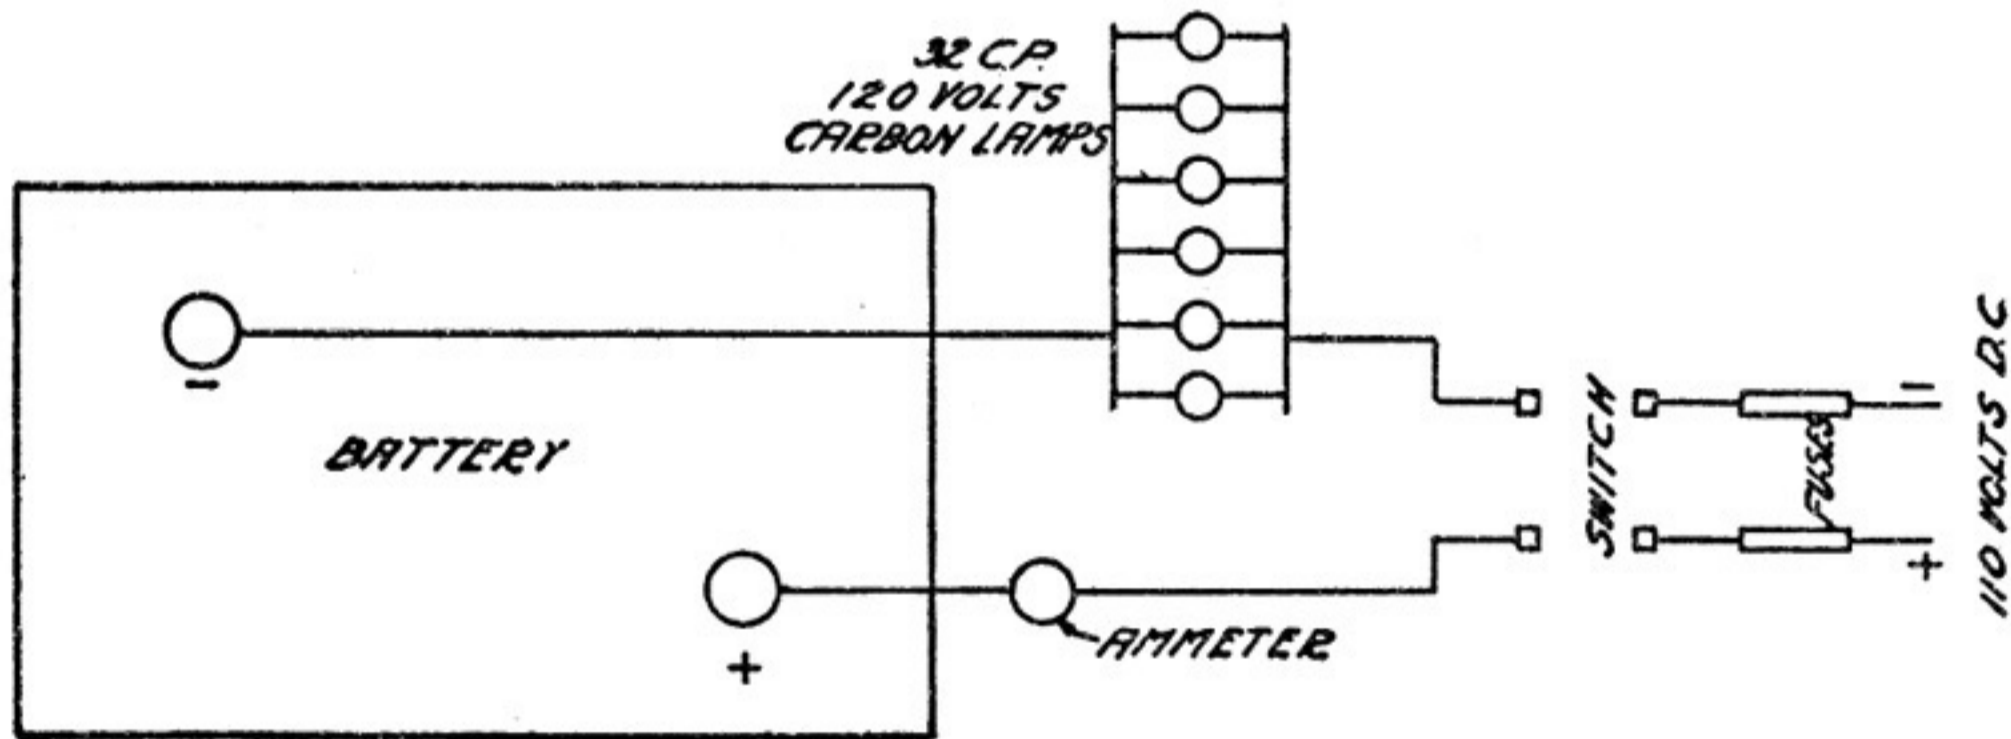 32 C.P.
120 VOLTS
CARBON LAMPS
-
BATTERY
+
AMMETER
SWITCH
FUSES
-
+
110 VOLTS D.C.